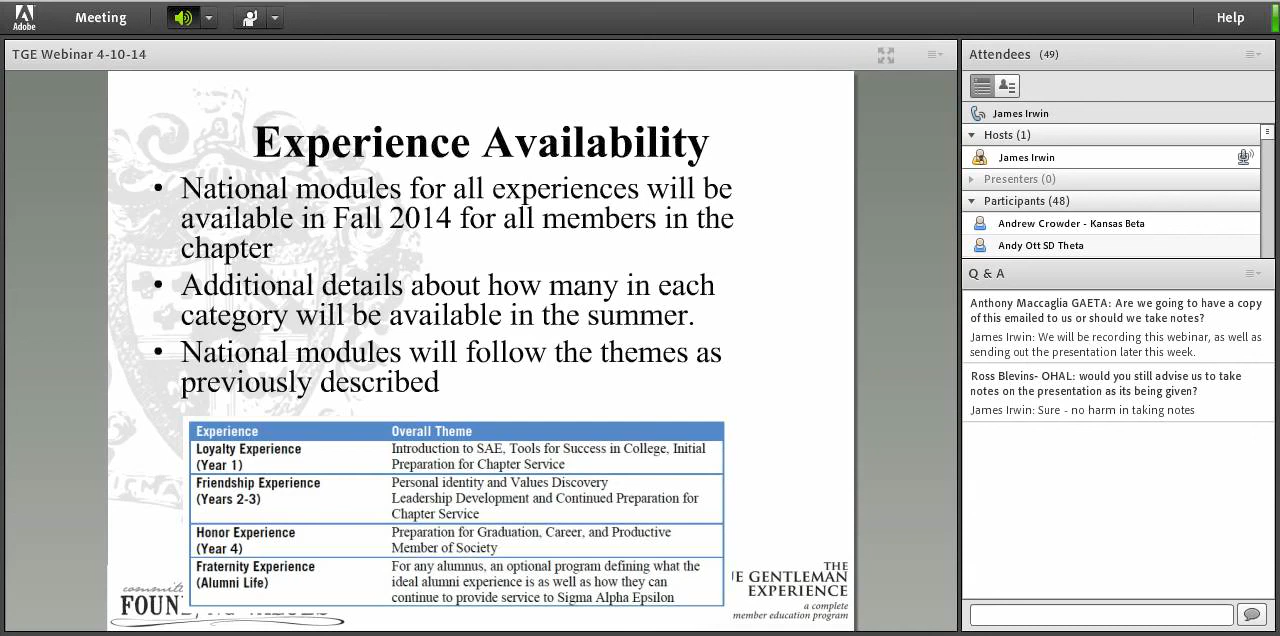 Adobe
Meeting
Help
TGE Webinar 4-10-14
Experience Availability
• National modules for all experiences will be
available in Fall 2014 for all members in the
chapter
• Additional details about how many in each
category will be available in the summer.
• National modules will follow the themes as
previously described
Experience Overall Theme
Loyalty Experience Introduction to SAE, Tools for Success in College, Initial
(Year 1) Preparation for Chapter Service
Friendship Experience Personal identity and Values Discovery
(Years 2-3) Leadership Development and Continued Preparation for
Chapter Service
Honor Experience Preparation for Graduation, Career, and Productive
(Year 4) Member of Society
Fraternity Experience For any alumnus, an optional program defining what the
(Alumni Life) ideal alumni experience is as well as how they can
continue to provide service to Sigma Alpha Epsilon
THE
E GENTLEMAN
EXPERIENCE
a complete
member education program
Attendees (49)
James Irwin
Hosts (1)
James Irwin
Presenters (0)
Participants (48)
Andrew Crowder - Kansas Beta
Andy Ott SD Theta
Q & A
Anthony Maccaglia GAETA: Are we going to have a copy
of this emailed to us or should we take notes?
James Irwin: We will be recording this webinar, as well as
sending out the presentation later this week.
Ross Blevins- OHAL: would you still advise us to take
notes on the presentation as its being given?
James Irwin: Sure - no harm in taking notes